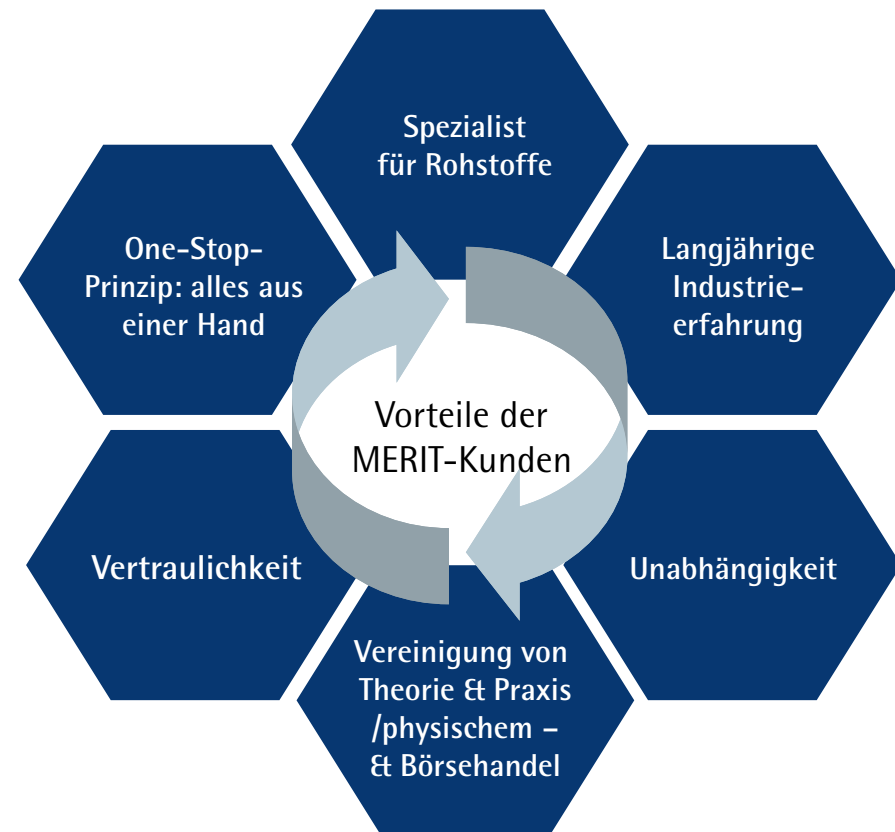 Spezialist
für Rohstoffe
One-Stop-
Prinzip: alles aus
einer Hand
Langjährige
Industrie-
erfahrung
Vorteile der
MERIT-Kunden
Vertraulichkeit
Unabhängigkeit
Vereinigung von
Theorie & Praxis
/physischem –
& Börsehandel